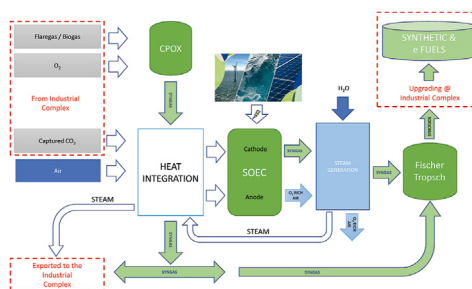 Flaregas / Biogas
O₂
From Industrial
Complex
Captured CO₂
Air
CPOX
SYNGAS
HEAT
INTEGRATION
STEAM
SYNGAS
Exported to the
Industrial
Complex
SYNGAS
Cathode
SOEC
Anode
SYNGAS
O₂ RICH
AIR
STEAM
H₂O
STEAM
GENERATION
O₂ RICH
AIR
SYNGAS
SYNGAS
Fischer
Tropsch
SYNTHETIC &
e FUELS
Upgrading @
Industrial Complex